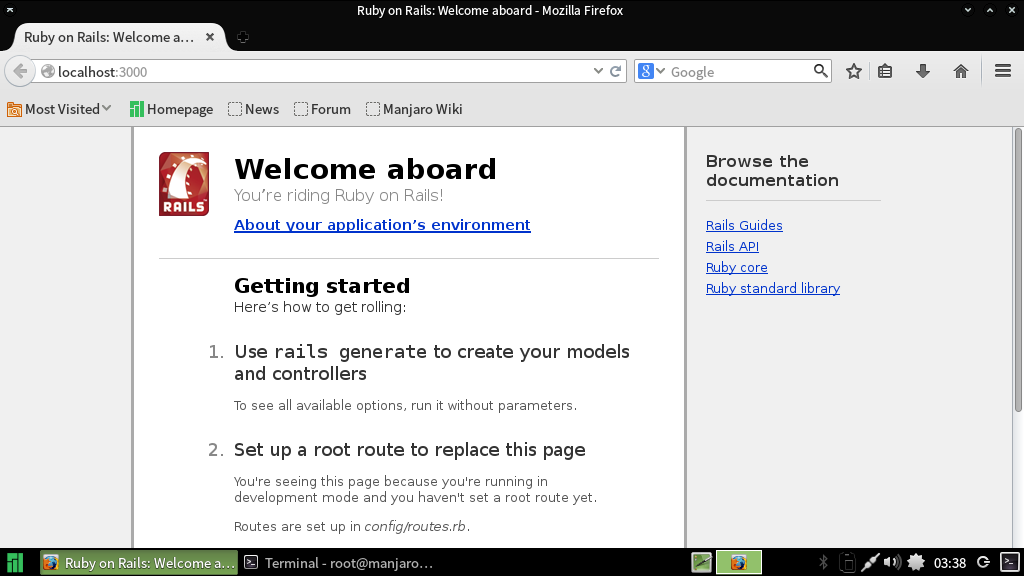 Ruby on Rails: Welcome aboard - Mozilla Firefox
Ruby on Rails: Welcome a...
localhost:3000
8
Google
Most Visited
Homepage
News
Forum
Manjaro Wiki
RAILS
Welcome aboard
You're riding Ruby on Rails!
About your application's environment
Getting started
Here's how to get rolling:
1. Use rails generate to create your models
and controllers
To see all available options, run it without parameters.
2. Set up a root route to replace this page
You're seeing this page because you're running in
development mode and you haven't set a root route yet.
Routes are set up in config/routes.rb.
Browse the
documentation
Rails Guides
Rails API
Ruby core
Ruby standard library
Ruby on Rails: Welcome a...
Terminal - root@manjaro...
03:38